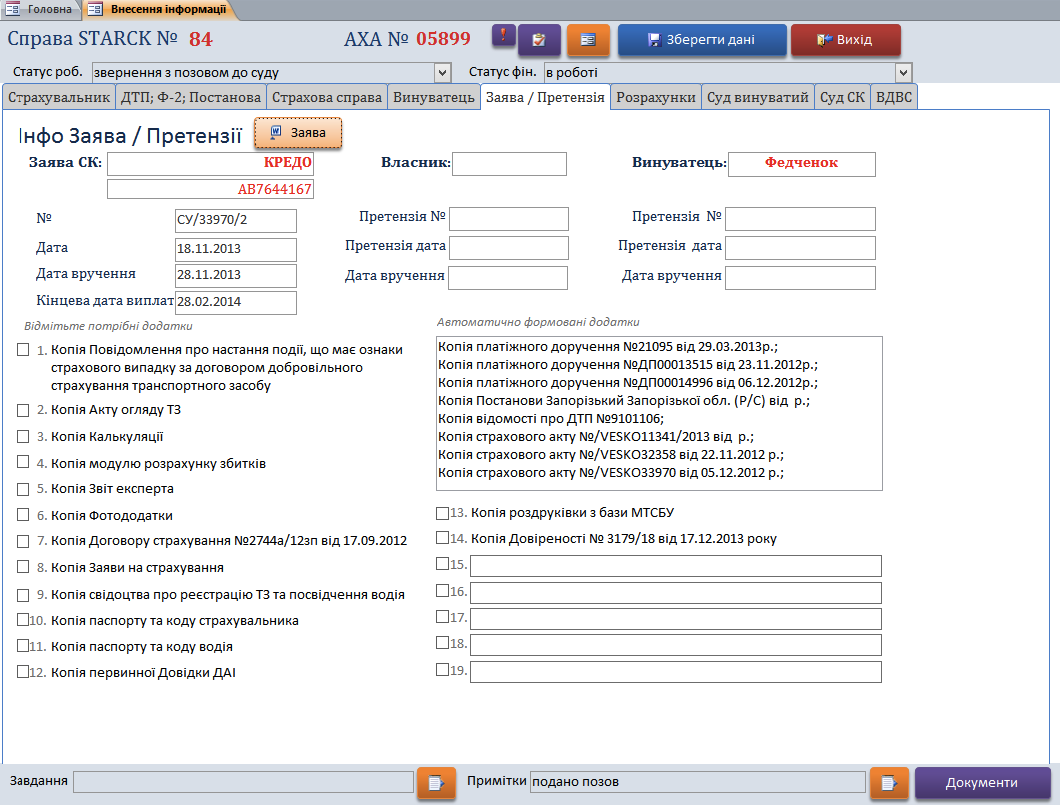 Головна
Внесення інформації
Справа STARCK № 84
АХА № 05899
!
Зберегти дані
Вихід
Статус роб. звернення з позовом до суду
Статус фін. в роботі
Страхувальник
ДТП; Ф-2; Постанова
Страхова справа
Винуватець
Заява / Претензія
Розрахунки
Суд винуватий
Суд СК
ВДВС
Інфо Заява / Претензії
Заява
Заява СК: КРЕДО
АВ7644167
Власник:
Винуватець: Федченок
№ СУ/33970/2
Дата 18.11.2013
Дата вручення 28.11.2013
Кінцева дата виплат 28.02.2014
Претензія №
Претензія дата
Дата вручення
Претензія №
Претензія дата
Дата вручення
Відмітьте потрібні додатки
1. Копія Повідомлення про настання події, що має ознаки
страхового випадку за договором добровільного
страхування транспортного засобу
2. Копія Акту огляду ТЗ
3. Копія Калькуляції
4. Копія модулю розрахунку збитків
5. Копія Звіт експерта
6. Копія Фотододатки
7. Копія Договору страхування №2744а/12зп від 17.09.2012
8. Копія Заяви на страхування
9. Копія свідоцтва про реєстрацію ТЗ та посвідчення водія
10. Копія паспорту та коду страхувальника
11. Копія паспорту та коду водія
12. Копія первинної Довідки ДАІ
Автоматично формовані додатки
Копія платіжного доручення №21095 від 29.03.2013р.;
Копія платіжного доручення №ДП00013515 від 23.11.2012р.;
Копія платіжного доручення №ДП00014996 від 06.12.2012р.;
Копія Постанови Запорізький Запорізької обл. (Р/С) від р.;
Копія відомості про ДТП №9101106;
Копія страхового акту №/VESKO11341/2013 від р.;
Копія страхового акту №/VESKO32358 від 22.11.2012 р.;
Копія страхового акту №/VESKO33970 від 05.12.2012 р.;
13. Копія роздруківки з бази МТСБУ
14. Копія Довіреності № 3179/18 від 17.12.2013 року
15.
16.
17.
18.
19.
Завдання
Примітки подано позов
Документи